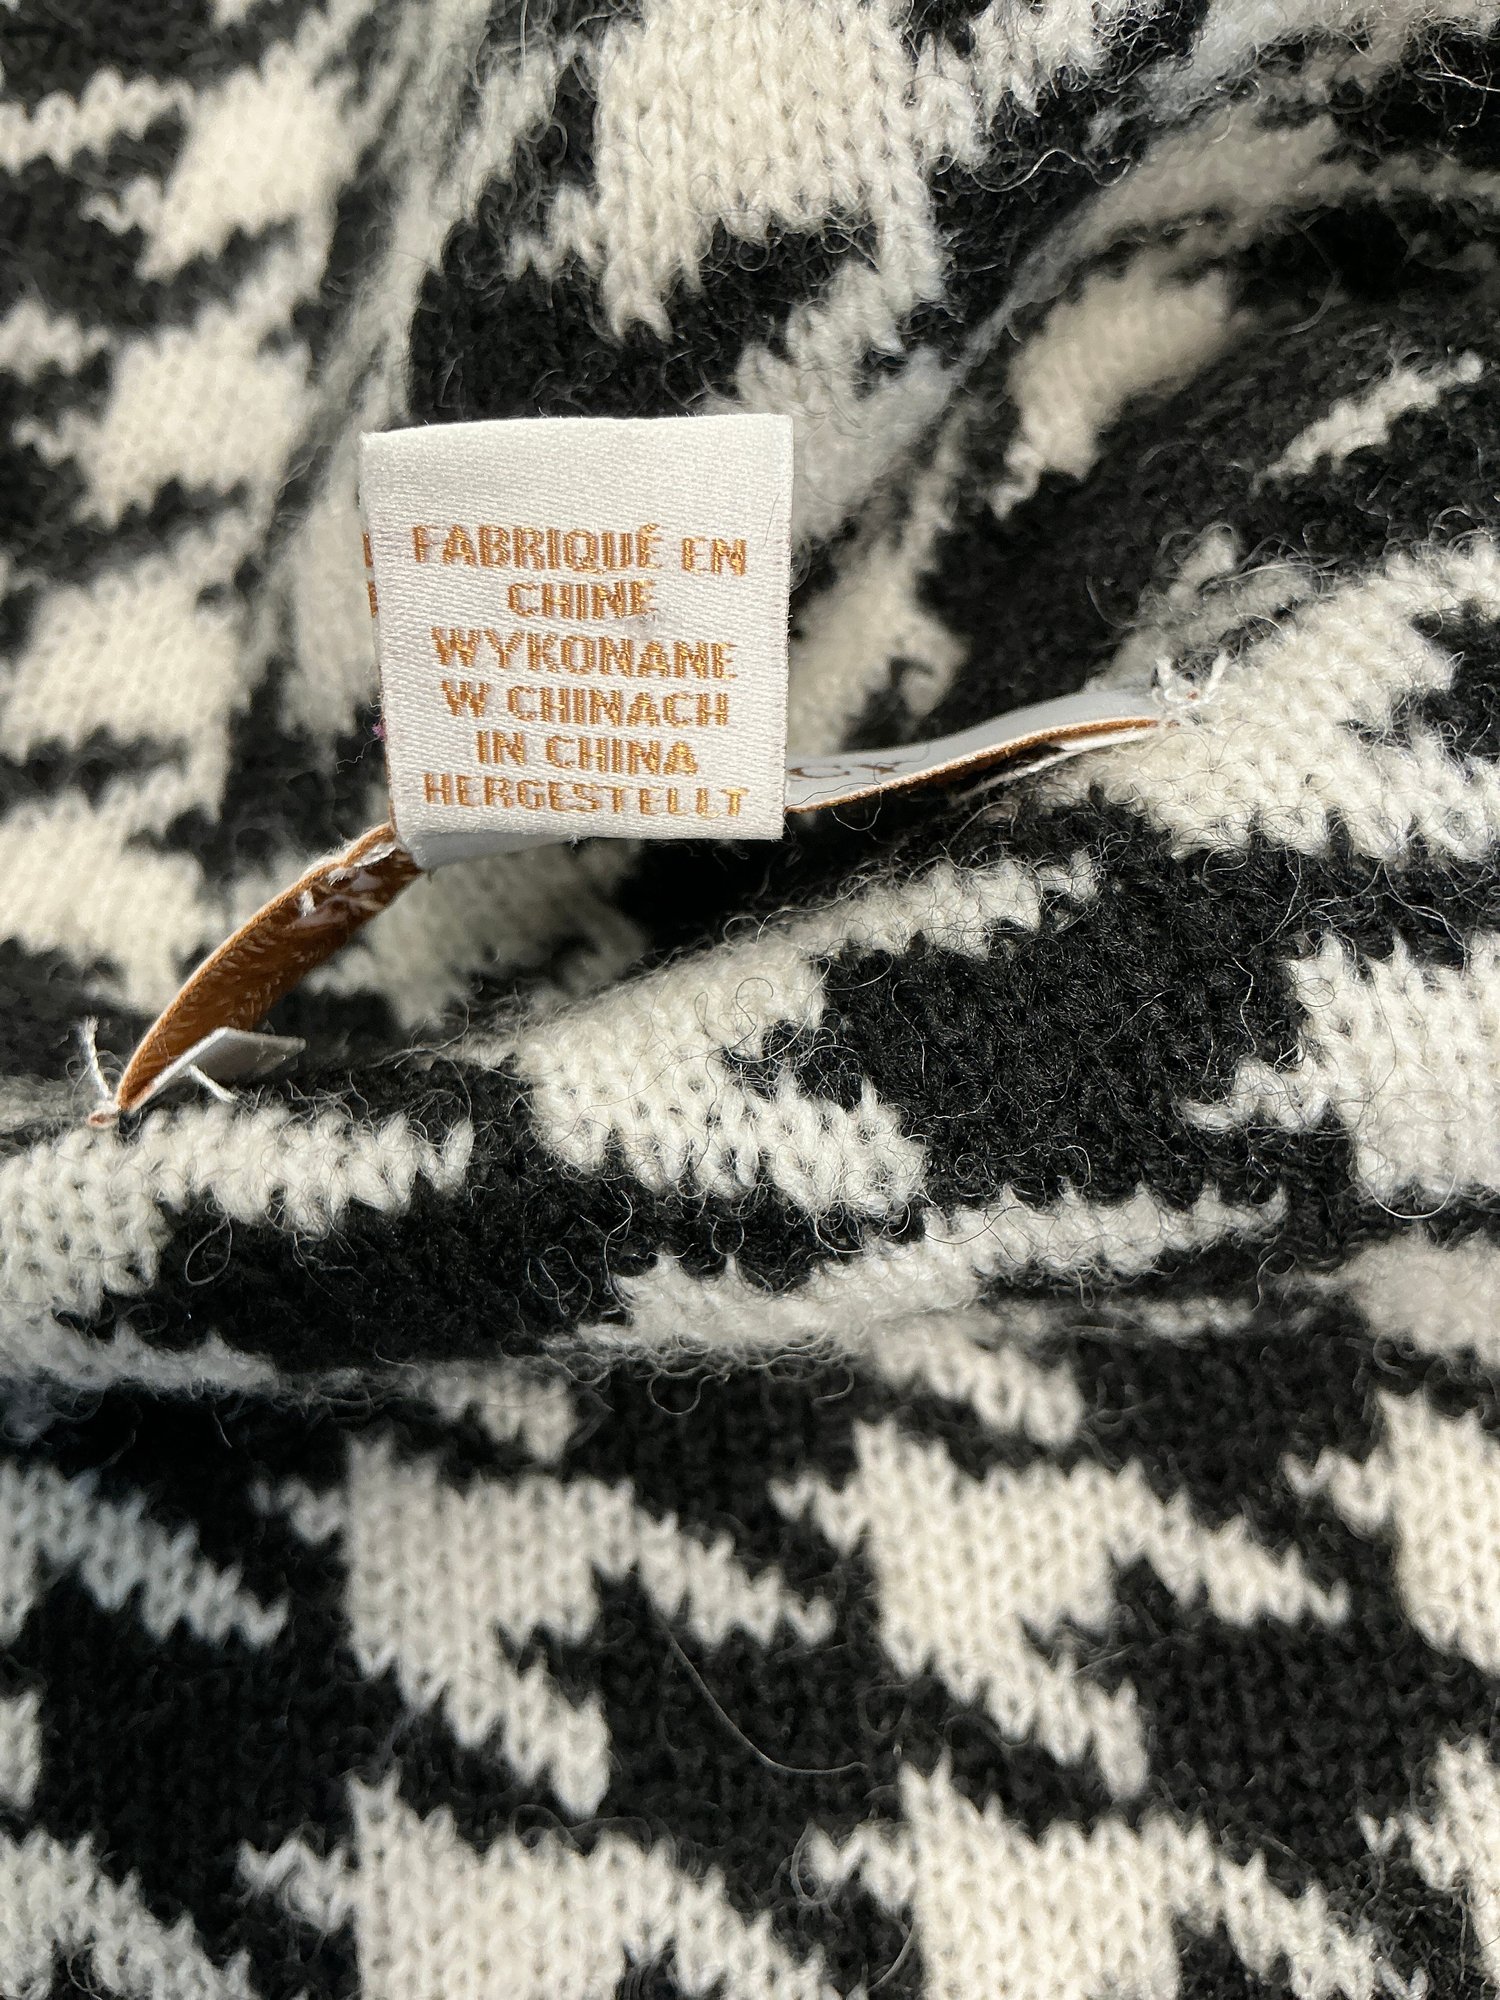 FABRIQUÉ EN
CHINE
WYKONANE
W CHINACH
IN CHINA
HERGESTELLT